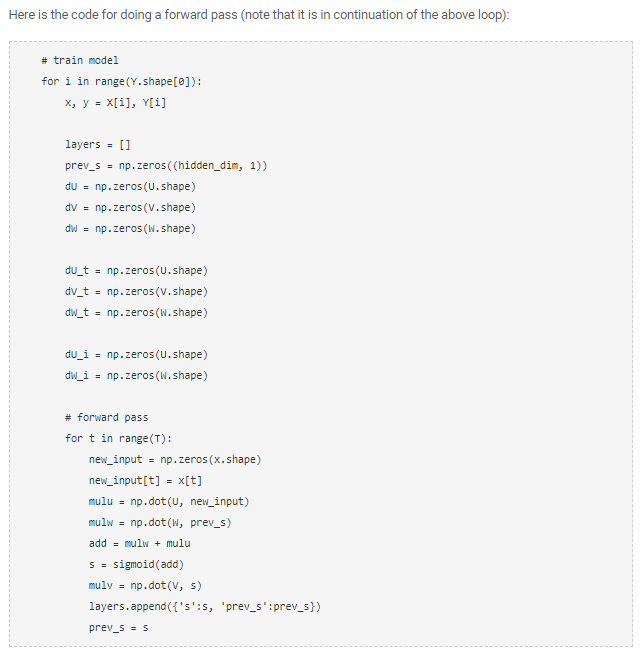 Here is the code for doing a forward pass (note that it is in continuation of the above loop):
# train model
for i in range(Y.shape[0]):
x, y = X[i], Y[i]
layers = []
prev_s = np.zeros((hidden_dim, 1))
dU = np.zeros(U.shape)
dV = np.zeros(V.shape)
dW = np.zeros(W.shape)
dU_t = np.zeros(U.shape)
dV_t = np.zeros(V.shape)
dW_t = np.zeros(W.shape)
dU_i = np.zeros(U.shape)
dW_i = np.zeros(W.shape)
# forward pass
for t in range(T):
new_input = np.zeros(x.shape)
new_input[t] = x[t]
mulu = np.dot(U, new_input)
mulw = np.dot(W, prev_s)
add = mulw + mulu
s = sigmoid(add)
mulv = np.dot(V, s)
layers.append({'s':s, 'prev_s':prev_s})
prev_s = s